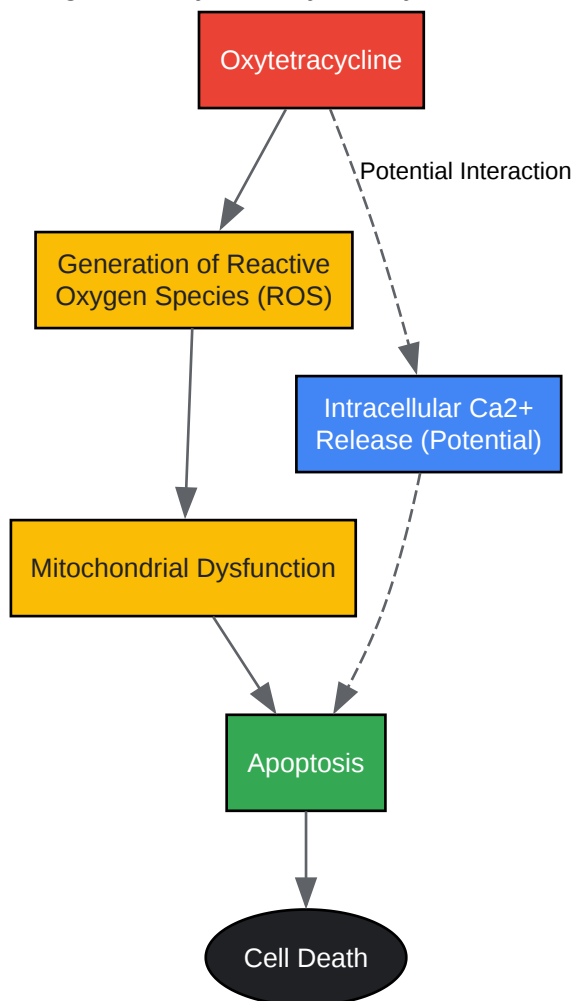 Oxytetracycline
Potential Interaction
Generation of Reactive
Oxygen Species (ROS)
Intracellular Ca2+
Release (Potential)
Mitochondrial Dysfunction
Apoptosis
Cell Death